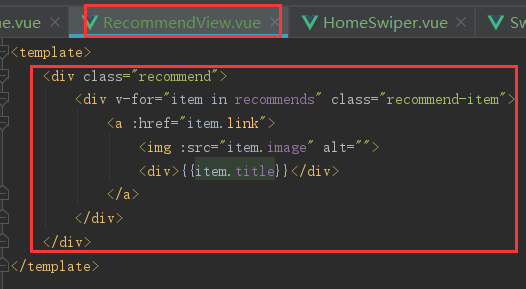 ne.vue × RecommendView.vue × HomeSwiper.vue × Sw
<template>
<div class="recommend">
<div v-for="item in recommends" class="recommend-item">
<a :href="item.link">
<img :src="item.image" alt="">
<div>{{item.title}}</div>
</a>
</div>
</div>
</template>